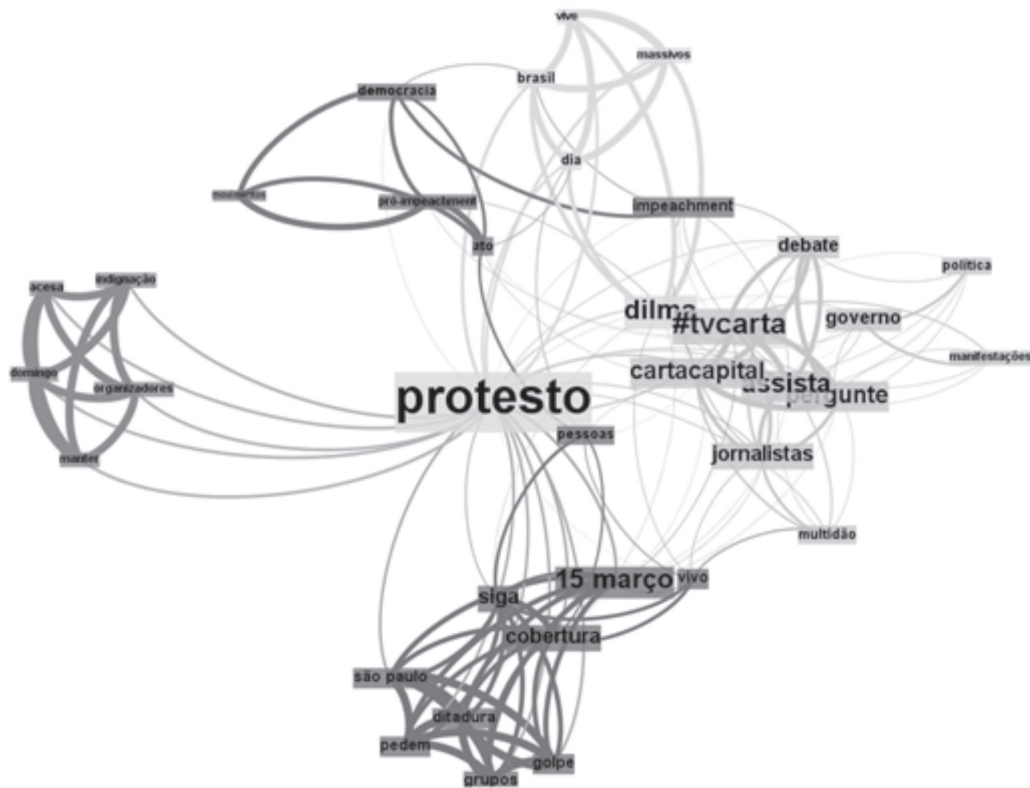 vive
massivos
brasil
democracia
dia
movimentos
pró-impeachment
impeachment
ato
debate
política
indignação
acesa
dilma
#tvcarta
governo
manifestações
cartacapital
assista
pergunte
domingo
organizadores
protesto
pessoas
jornalistas
manter
multidão
15 março
vivo
siga
cobertura
são paulo
ditadura
pedem
golpe
grupos